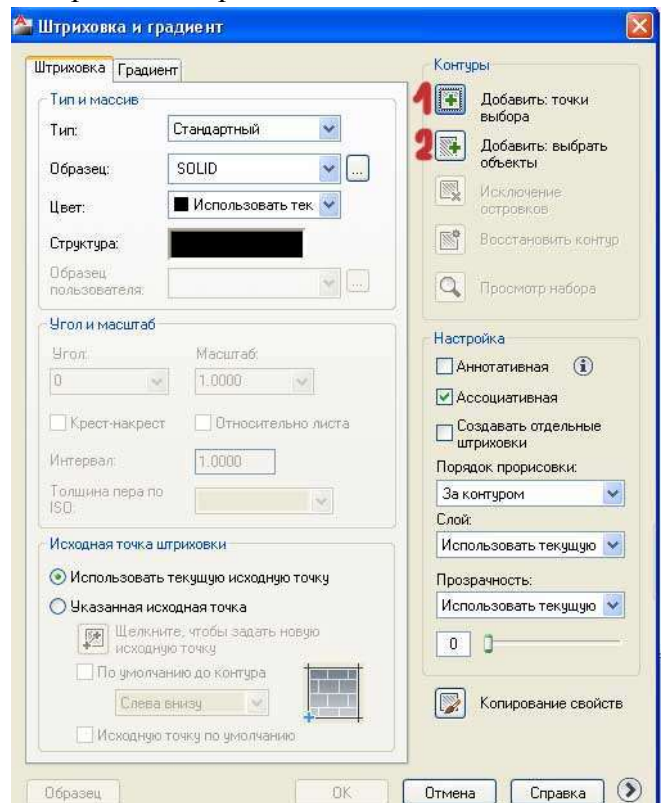 Штриховка и градиент
Штриховка
Градиент
Тип и массив
Тип:
Стандартный
Образец:
SOLID
...
Цвет:
Использовать тек
Структура:
Образец
пользователя:
...
Угол и масштаб
Угол:
Масштаб:
0
1.0000
Крест-накрест
Относительно листа
Интервал:
1.0000
Толщина пера по
ISO:
Исходная точка штриховки
Использовать текущую исходную точку
Указанная исходная точка
Щелкните, чтобы задать новую
исходную точку
По умолчанию до контура
Слева внизу
Исходную точку по умолчанию
Контуры
1
Добавить: точки
выбора
2
Добавить: выбрать
объекты
Исключение
островков
Восстановить контур
Просмотр набора
Настройка
Аннотативная
Ассоциативная
Создавать отдельные
штриховки
Порядок прорисовки:
За контуром
Слой:
Использовать текущую
Прозрачность:
Использовать текущую
0
Копирование свойств
Образец
ОК
Отмена
Справка